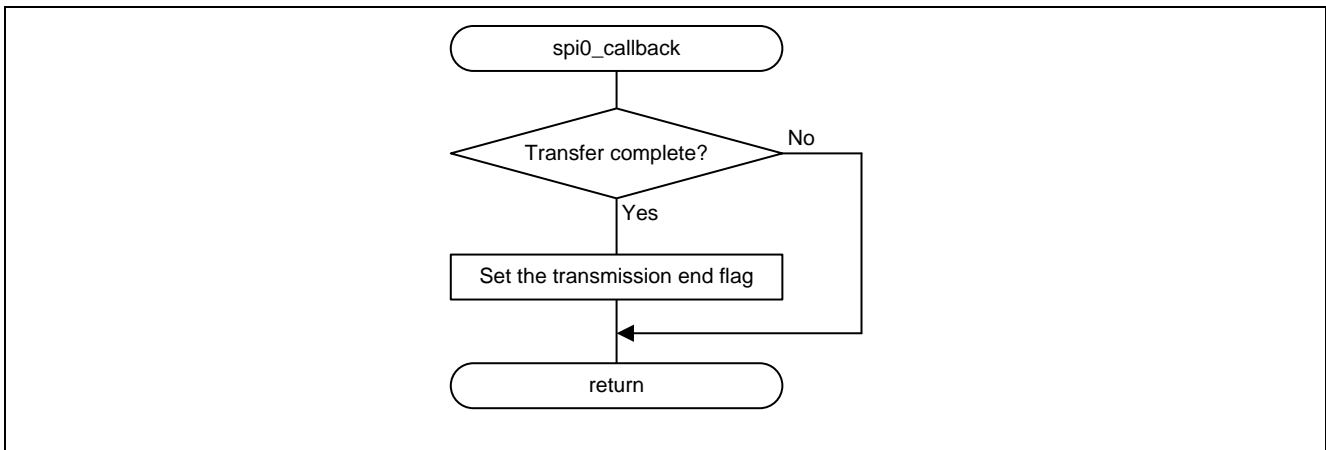 spi0_callback
Transfer complete?
No
Yes
Set the transmission end flag
return